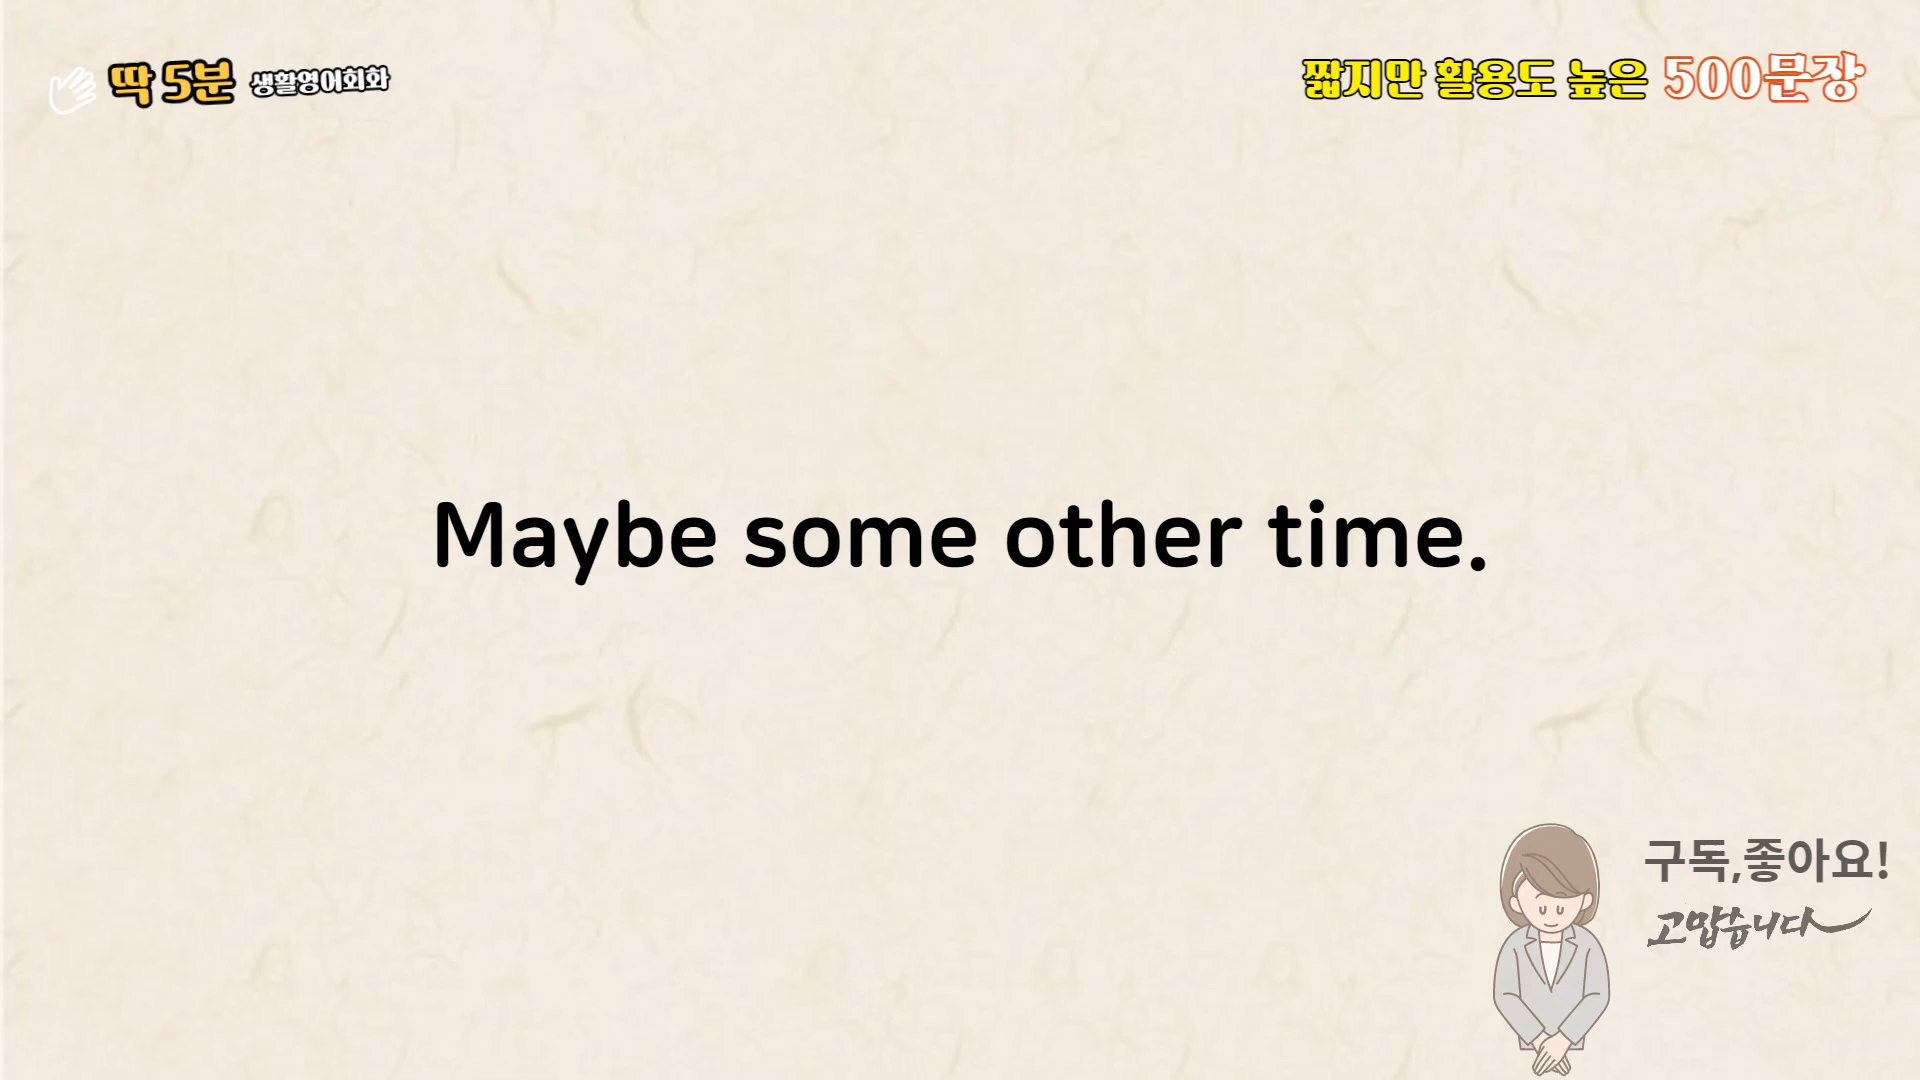 딱 5분 생활영어회화
짧지만 활용도 높은 500문장
Maybe some other time.
구독,좋아요!
고맙습니다